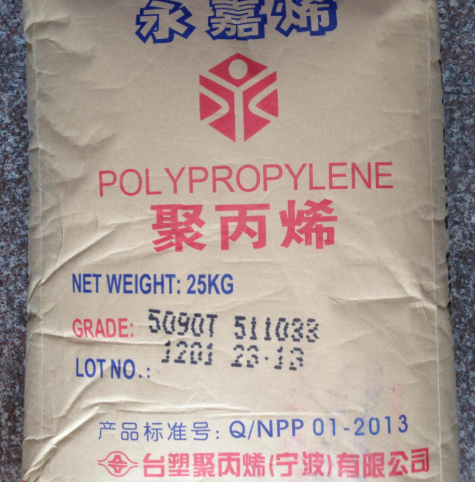 永嘉烯
POLYPROPYLENE
聚丙烯
NET WEIGHT: 25KG
GRADE: 5090T 511033
LOT NO.: 1201 23:13
产品标准号: Q/NPP 01-2013
台塑聚丙烯(宁波)有限公司